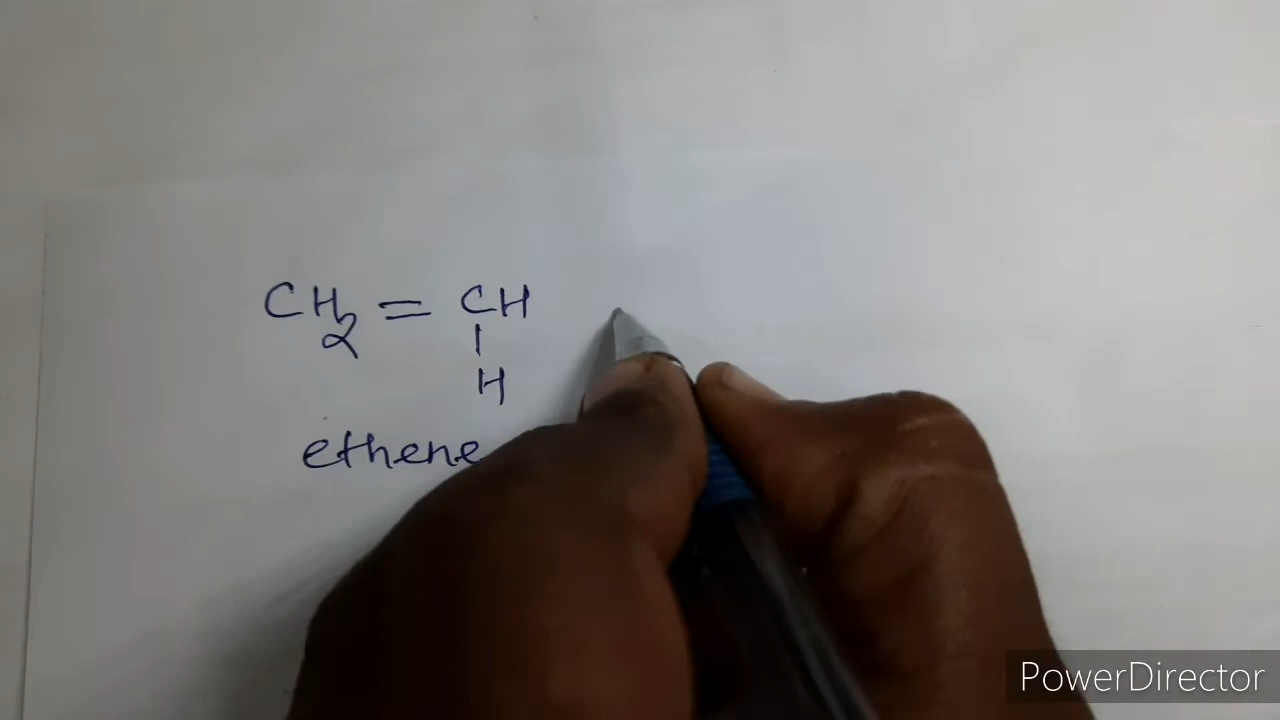 CH2 = CH
|
H
ethene
PowerDirector